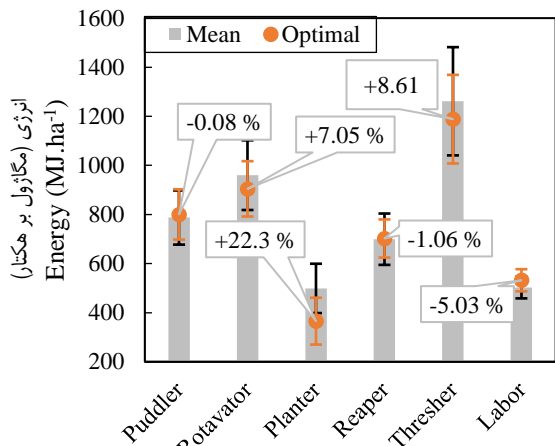 انرژی (مگاژول بر هکتار)
Energy (MJ.ha-1)
1600
1400
1200
1000
800
600
400
200
Mean
Optimal
-0.08 %
+7.05 %
+22.3 %
-1.06 %
+8.61
-5.03 %
Puddler
Rotavator
Planter
Reaper
Thresher
Labor